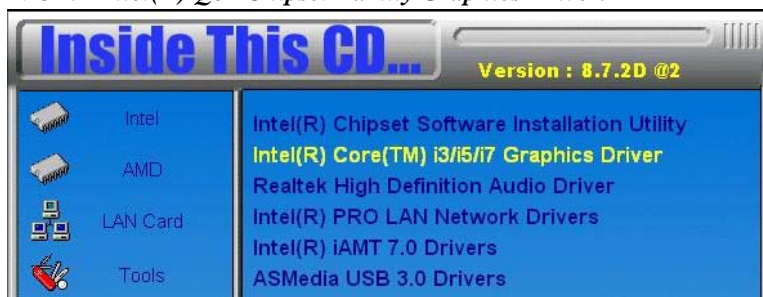 Inside This CD...
Version : 8.7.2D @2
Intel
AMD
LAN Card
Tools
Intel(R) Chipset Software Installation Utility
Intel(R) Core(TM) i3/i5/i7 Graphics Driver
Realtek High Definition Audio Driver
Intel(R) PRO LAN Network Drivers
Intel(R) iAMT 7.0 Drivers
ASMedia USB 3.0 Drivers